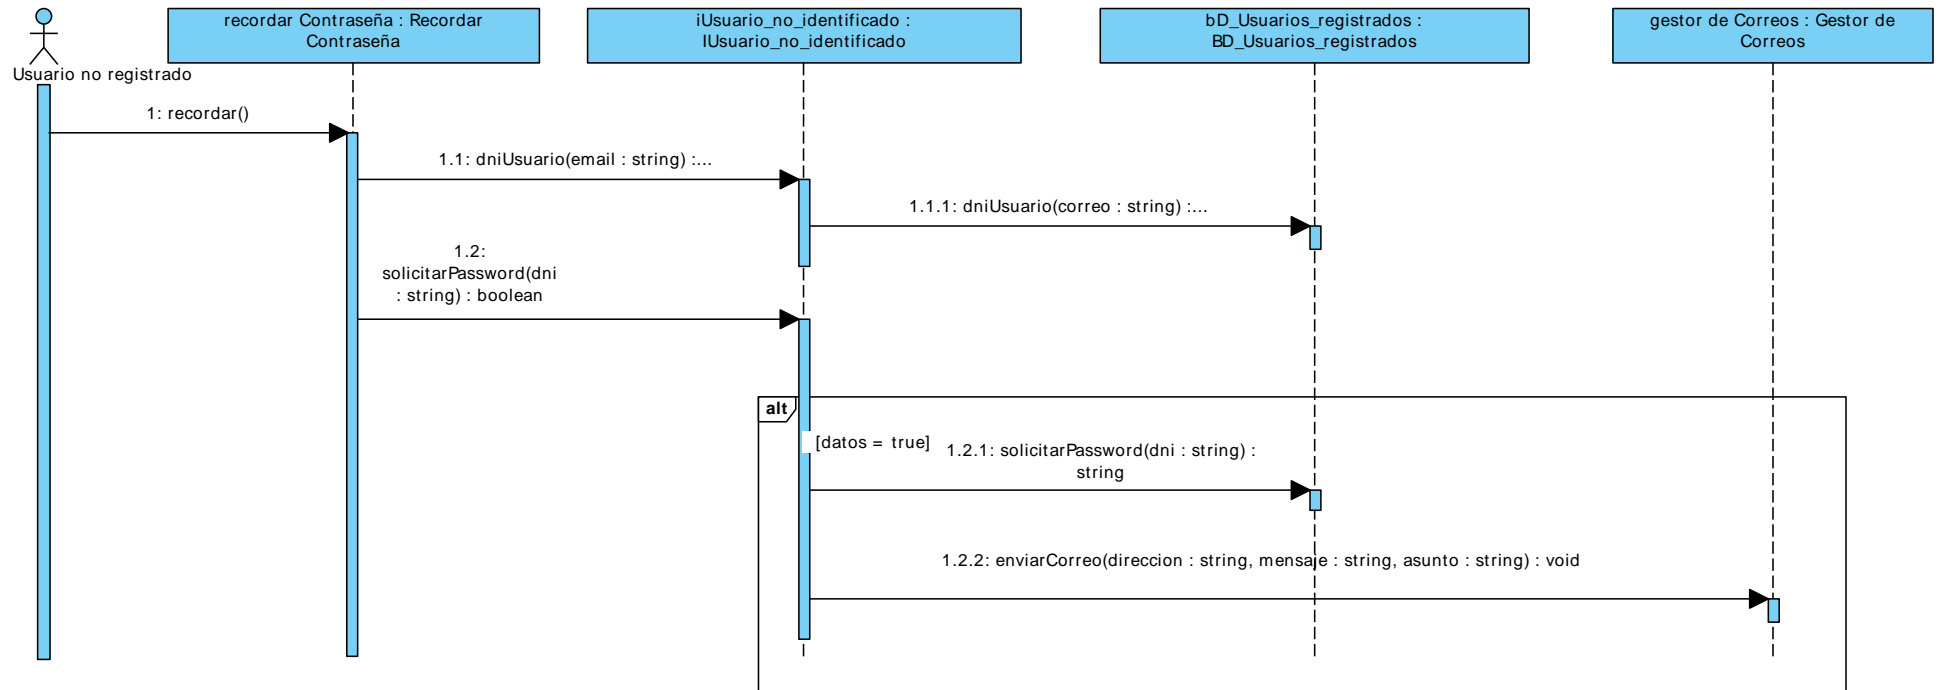 recordar Contraseña : Recordar
Contraseña
iUsuario_no_identificado :
IUsuario_no_identificado
bD_Usuarios_registrados :
BD_Usuarios_registrados
gestor de Correos : Gestor de
Correos
Usuario no registrado
1: recordar()
1.1: dniUsuario(email : string) :...
1.1.1: dniUsuario(correo : string) :...
1.2:
solicitarPassword(dni
: string) : boolean
alt
[datos = true]
1.2.1: solicitarPassword(dni : string) :
string
1.2.2: enviarCorreo(direccion : string, mensaje : string, asunto : string) : void